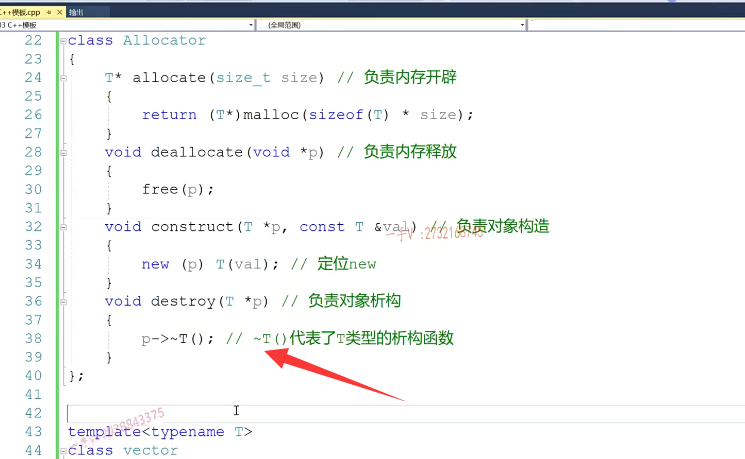 C++模板.cpp 输出
03 C++模板 (全局范围)
22 class Allocator
23 {
24 T* allocate(size_t size) // 负责内存开辟
25 {
26 return (T*)malloc(sizeof(T) * size);
27 }
28 void deallocate(void *p) // 负责内存释放
29 {
30 free(p);
31 }
32 void construct(T *p, const T &val) // 负责对象构造
33 {
34 new (p) T(val); // 定位new
35 }
36 void destroy(T *p) // 负责对象析构
37 {
38 p->~T(); // ~T()代表了T类型的析构函数
39 }
40 };
41
42
43 template<typename T>
44 class vector